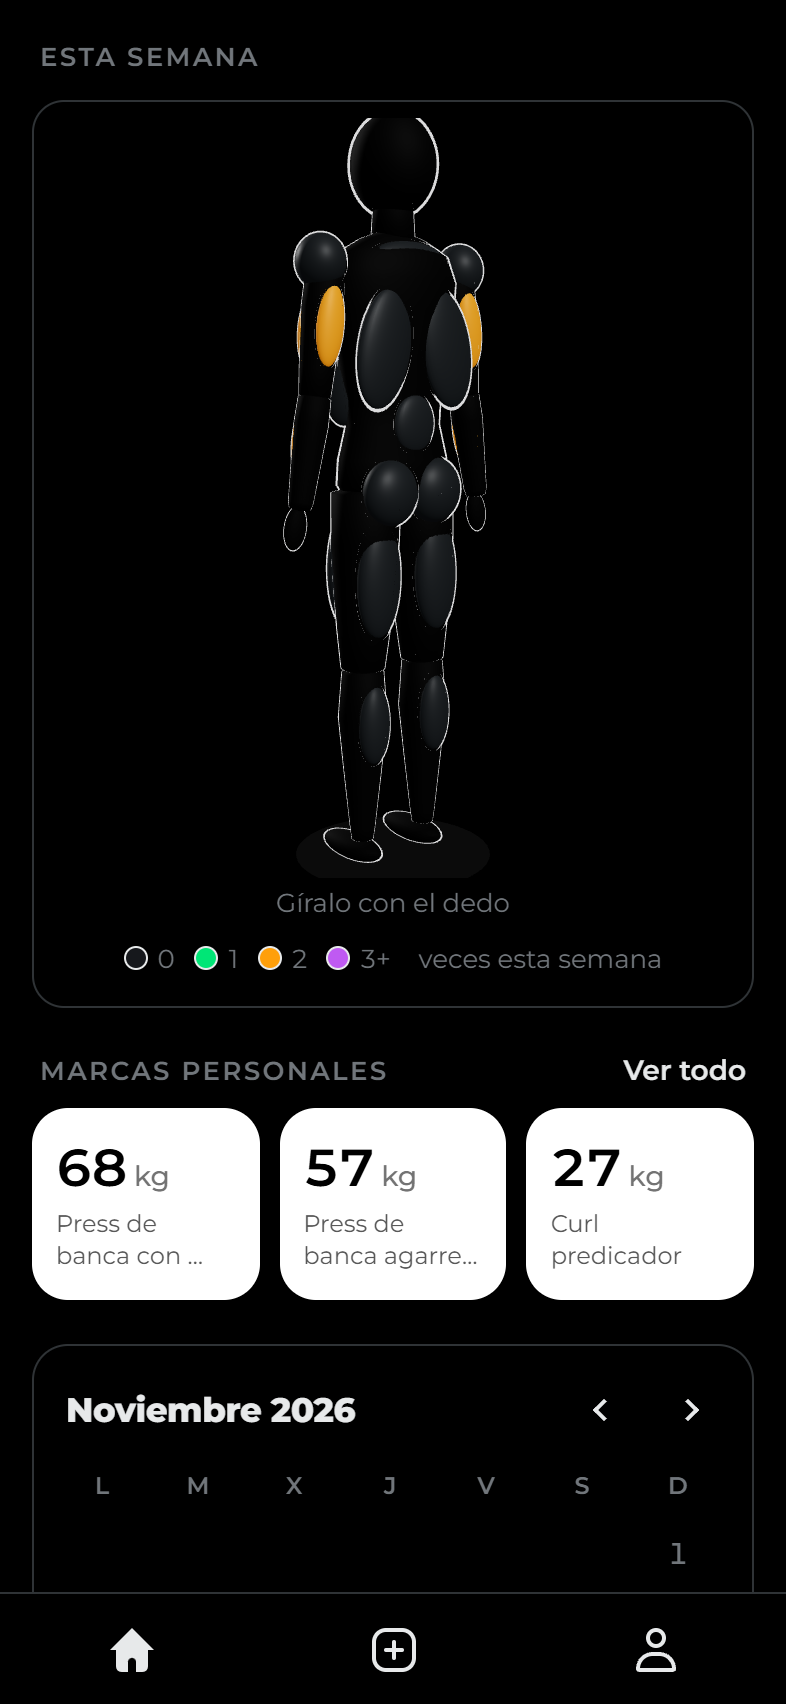 ESTA SEMANA
Gíralo con el dedo
0 1 2 3+ veces esta semana
MARCAS PERSONALES Ver todo
68 kg
Press de
banca con ...
57 kg
Press de
banca agarre...
27 kg
Curl
predicador
Noviembre 2026
L M X J V S D
1